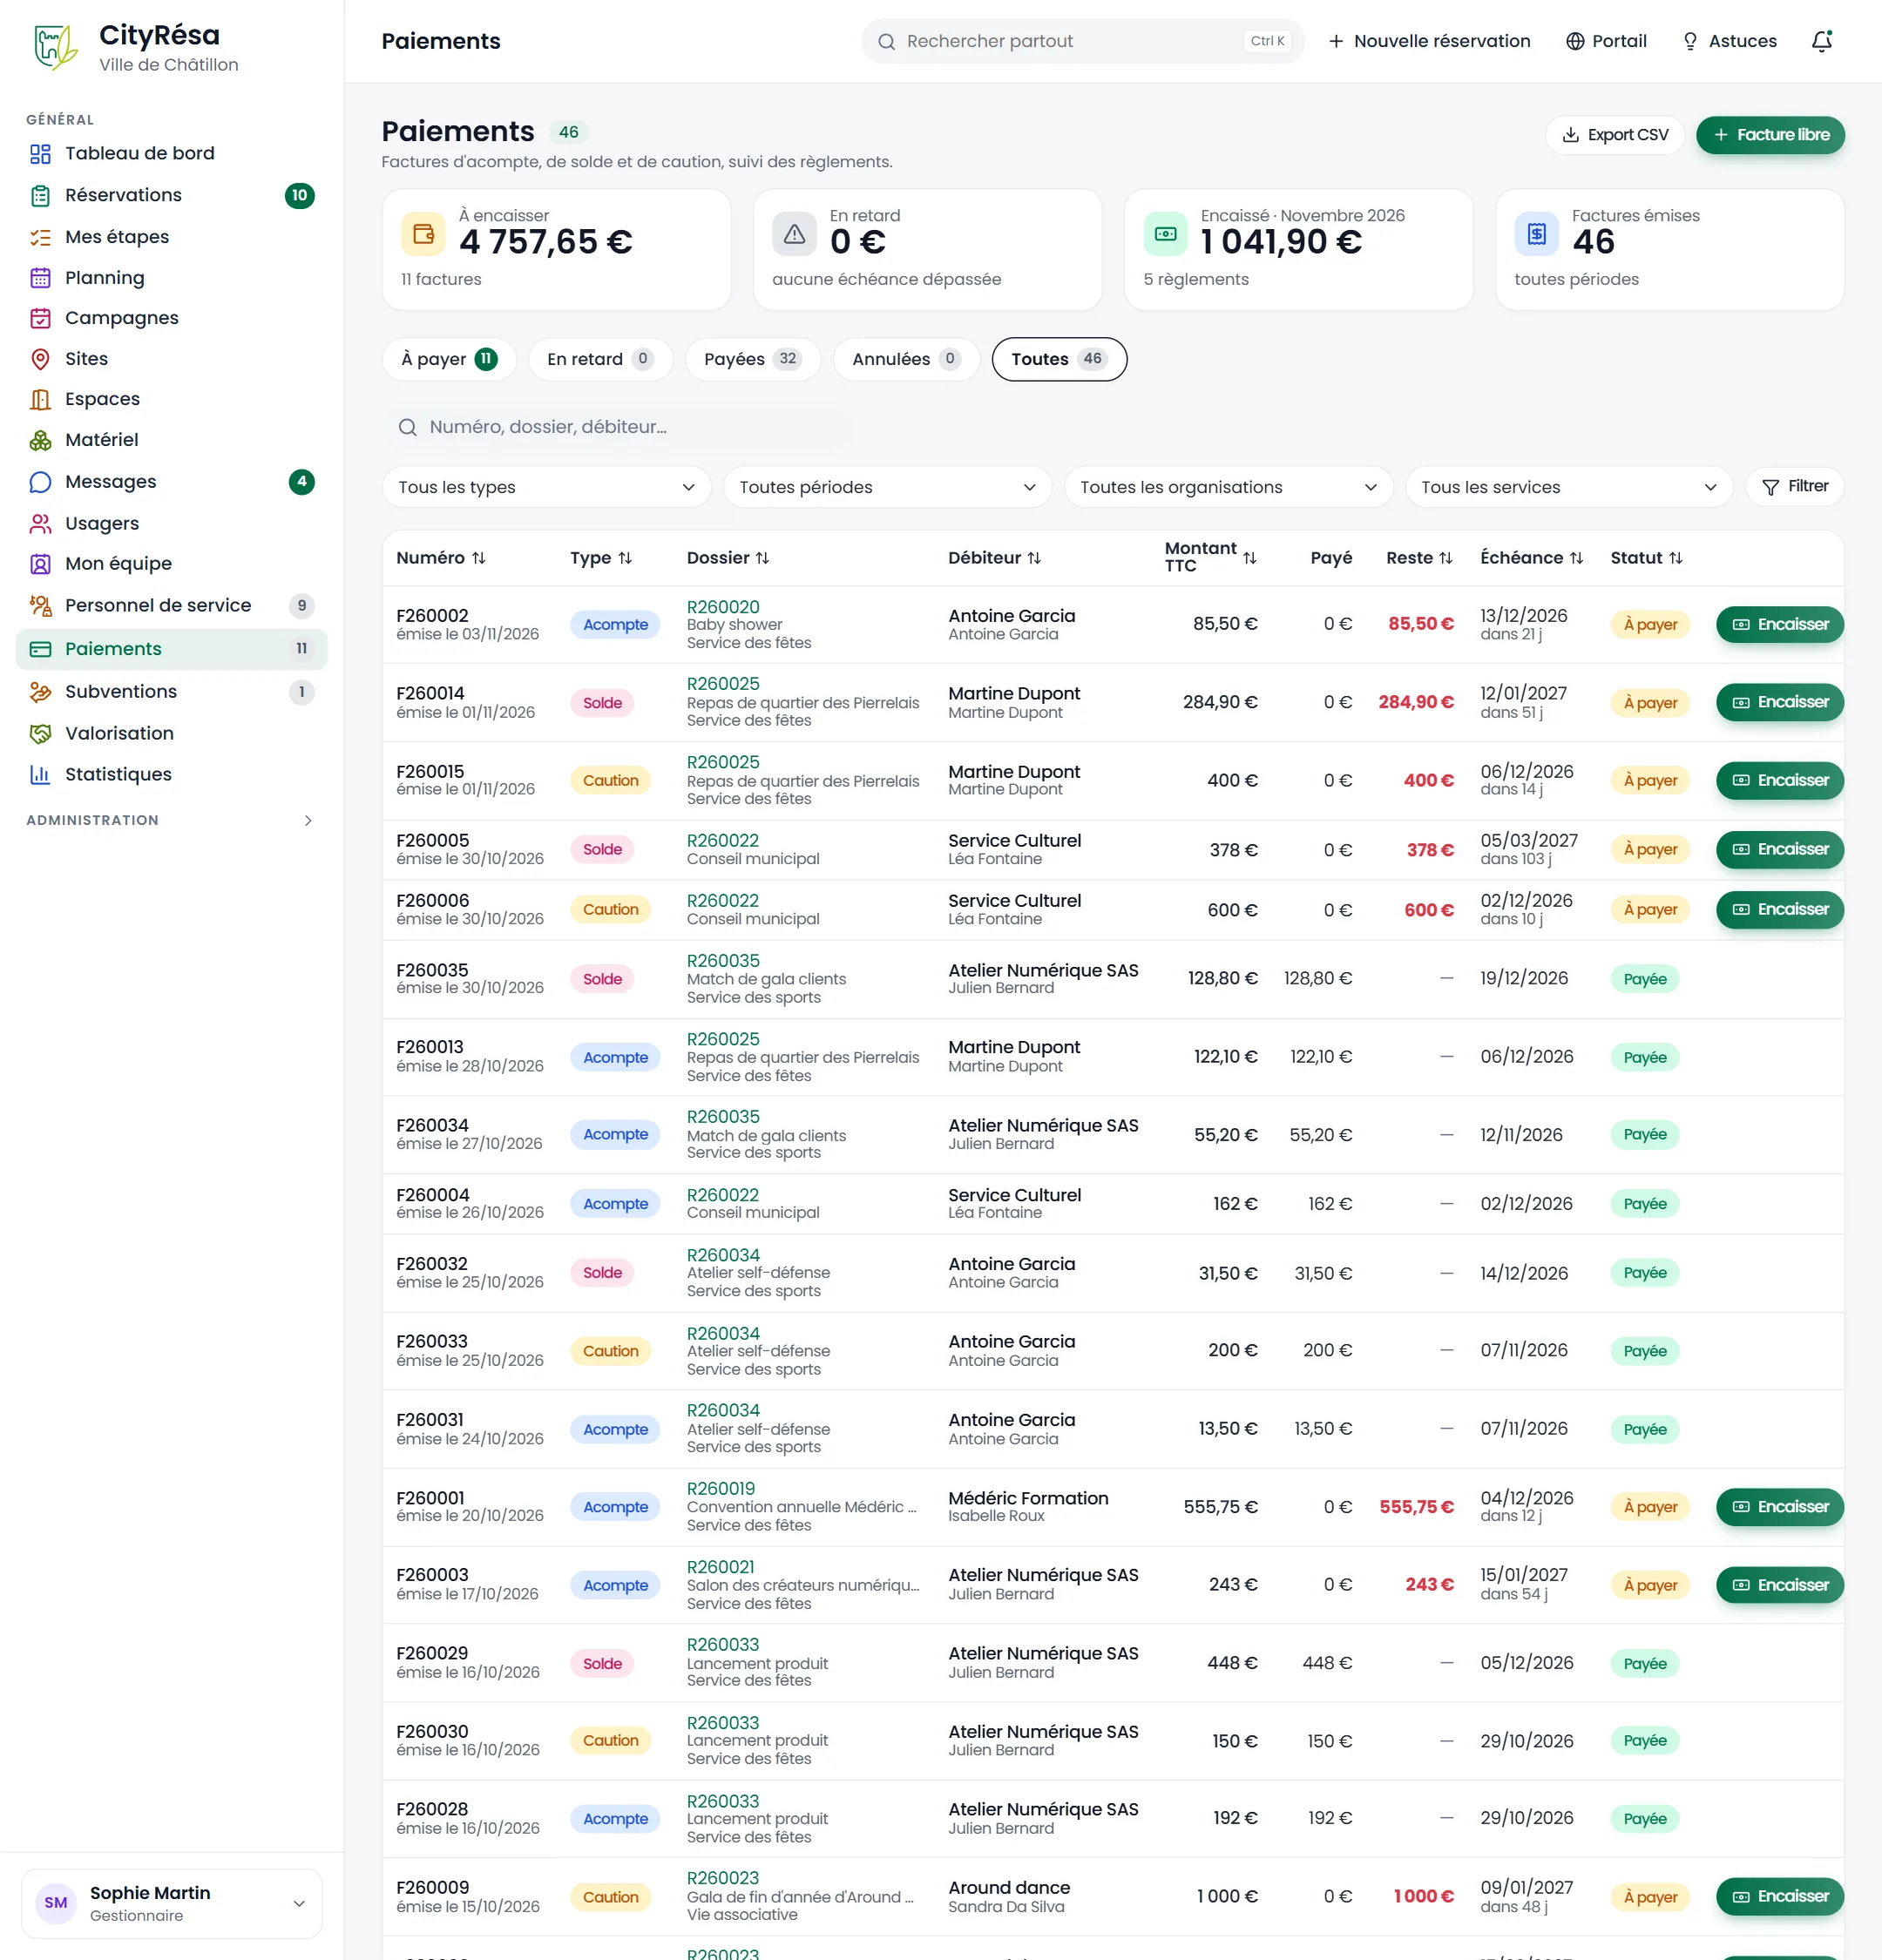 CityRésa
Ville de Châtillon
GÉNÉRAL
Tableau de bord
Réservations 10
Mes étapes
Planning
Campagnes
Sites
Espaces
Matériel
Messages 4
Usagers
Mon équipe
Personnel de service 9
Paiements 11
Subventions 1
Valorisation
Statistiques
ADMINISTRATION
SM Sophie Martin
Gestionnaire
Paiements
Rechercher partout Ctrl K
Nouvelle réservation
Portail
Astuces
Paiements 46
Factures d'acompte, de solde et de caution, suivi des règlements.
Export CSV
Facture libre
À encaisser
4 757,65 €
11 factures
En retard
0 €
aucune échéance dépassée
Encaissé · Novembre 2026
1 041,90 €
5 règlements
Factures émises
46
toutes périodes
À payer 11
En retard 0
Payées 32
Annulées 0
Toutes 46
Numéro, dossier, débiteur...
Tous les types
Toutes périodes
Toutes les organisations
Tous les services
Filtrer
Numéro Type Dossier Débiteur Montant TTC Payé Reste Échéance Statut
F260002 Acompte R260020 Antoine Garcia 85,50 € 0 € 85,50 € 13/12/2026 À payer Encaisser
émise le 03/11/2026 Baby shower Antoine Garcia dans 21 j
Service des fêtes
F260014 Solde R260025 Martine Dupont 284,90 € 0 € 284,90 € 12/01/2027 À payer Encaisser
émise le 01/11/2026 Repas de quartier des Pierrelais Martine Dupont dans 51 j
Service des fêtes
F260015 Caution R260025 Martine Dupont 400 € 0 € 400 € 06/12/2026 À payer Encaisser
émise le 01/11/2026 Repas de quartier des Pierrelais Martine Dupont dans 14 j
Service des fêtes
F260005 Solde R260022 Service Culturel 378 € 0 € 378 € 05/03/2027 À payer Encaisser
émise le 30/10/2026 Conseil municipal Léa Fontaine dans 103 j
F260006 Caution R260022 Service Culturel 600 € 0 € 600 € 02/12/2026 À payer Encaisser
émise le 30/10/2026 Conseil municipal Léa Fontaine dans 10 j
F260035 Solde R260035 Atelier Numérique SAS 128,80 € 128,80 € — 19/12/2026 Payée
émise le 30/10/2026 Match de gala clients Julien Bernard
Service des sports
F260013 Acompte R260025 Martine Dupont 122,10 € 122,10 € — 06/12/2026 Payée
émise le 28/10/2026 Repas de quartier des Pierrelais Martine Dupont
Service des fêtes
F260034 Acompte R260035 Atelier Numérique SAS 55,20 € 55,20 € — 12/11/2026 Payée
émise le 27/10/2026 Match de gala clients Julien Bernard
Service des sports
F260004 Acompte R260022 Service Culturel 162 € 162 € — 02/12/2026 Payée
émise le 26/10/2026 Conseil municipal Léa Fontaine
F260032 Solde R260034 Antoine Garcia 31,50 € 31,50 € — 14/12/2026 Payée
émise le 25/10/2026 Atelier self-défense Antoine Garcia
Service des sports
F260033 Caution R260034 Antoine Garcia 200 € 200 € — 07/11/2026 Payée
émise le 25/10/2026 Atelier self-défense Antoine Garcia
Service des sports
F260031 Acompte R260034 Antoine Garcia 13,50 € 13,50 € — 07/11/2026 Payée
émise le 24/10/2026 Atelier self-défense Antoine Garcia
Service des sports
F260001 Acompte R260019 Médéric Formation 555,75 € 0 € 555,75 € 04/12/2026 À payer Encaisser
émise le 20/10/2026 Convention annuelle Médéric ... Isabelle Roux dans 12 j
Service des fêtes
F260003 Acompte R260021 Atelier Numérique SAS 243 € 0 € 243 € 15/01/2027 À payer Encaisser
émise le 17/10/2026 Salon des créateurs numériqu... Julien Bernard dans 54 j
Service des fêtes
F260029 Solde R260033 Atelier Numérique SAS 448 € 448 € — 05/12/2026 Payée
émise le 16/10/2026 Lancement produit Julien Bernard
Service des fêtes
F260030 Caution R260033 Atelier Numérique SAS 150 € 150 € — 29/10/2026 Payée
émise le 16/10/2026 Lancement produit Julien Bernard
Service des fêtes
F260028 Acompte R260033 Atelier Numérique SAS 192 € 192 € — 29/10/2026 Payée
émise le 16/10/2026 Lancement produit Julien Bernard
Service des fêtes
F260009 Caution R260023 Around dance 1 000 € 0 € 1 000 € 09/01/2027 À payer Encaisser
émise le 15/10/2026 Gala de fin d'année d'Around ... Sandra Da Silva dans 48 j
Vie associative
R260023